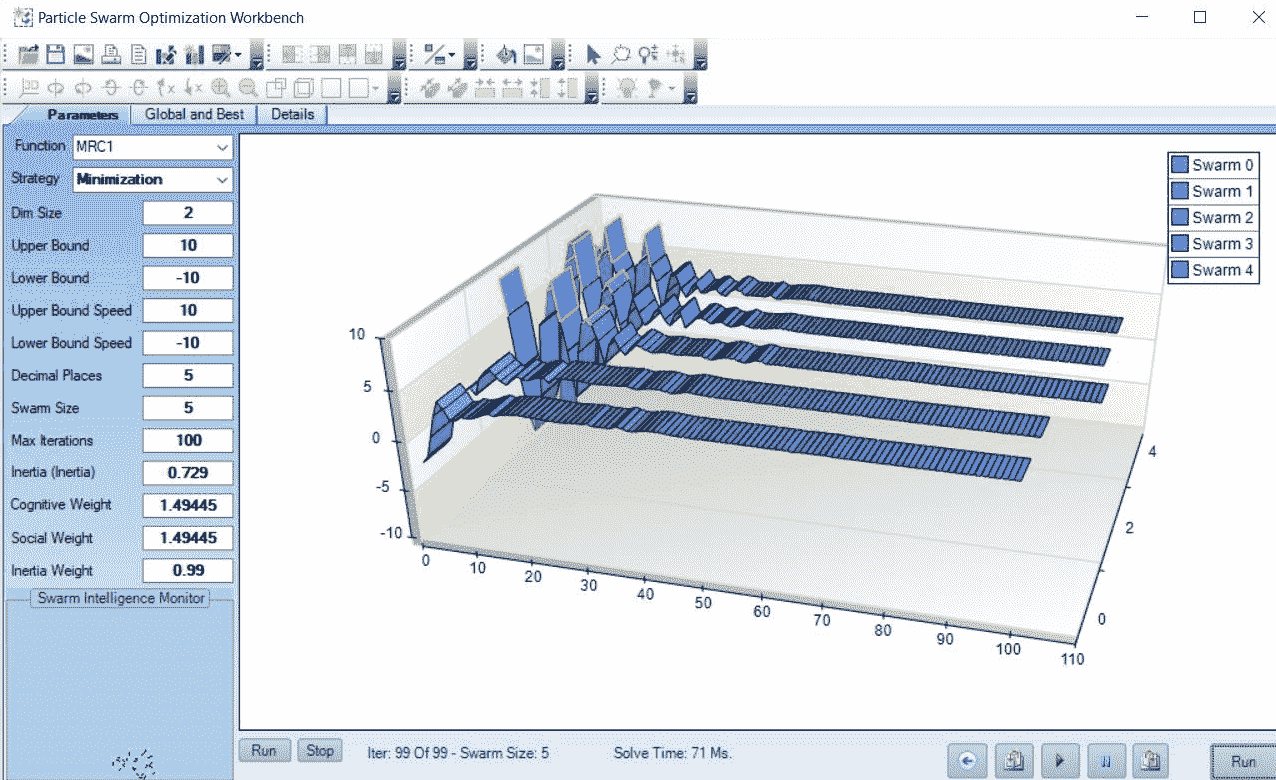 Particle Swarm Optimization Workbench
Parameters Global and Best Details
Function MRC1
Strategy Minimization
Dim Size 2
Upper Bound 10
Lower Bound -10
Upper Bound Speed 10
Lower Bound Speed -10
Decimal Places 5
Swarm Size 5
Max Iterations 100
Inertia (Inertia) 0.729
Cognitive Weight 1.49445
Social Weight 1.49445
Inertia Weight 0.99
Swarm Intelligence Monitor
Swarm 0
Swarm 1
Swarm 2
Swarm 3
Swarm 4
10
5
0
-5
-10
0 10 20 30 40 50 60 70 80 90 100 110
4
2
0
Run Stop Iter: 99 Of 99 - Swarm Size: 5 Solve Time: 71 Ms. Run